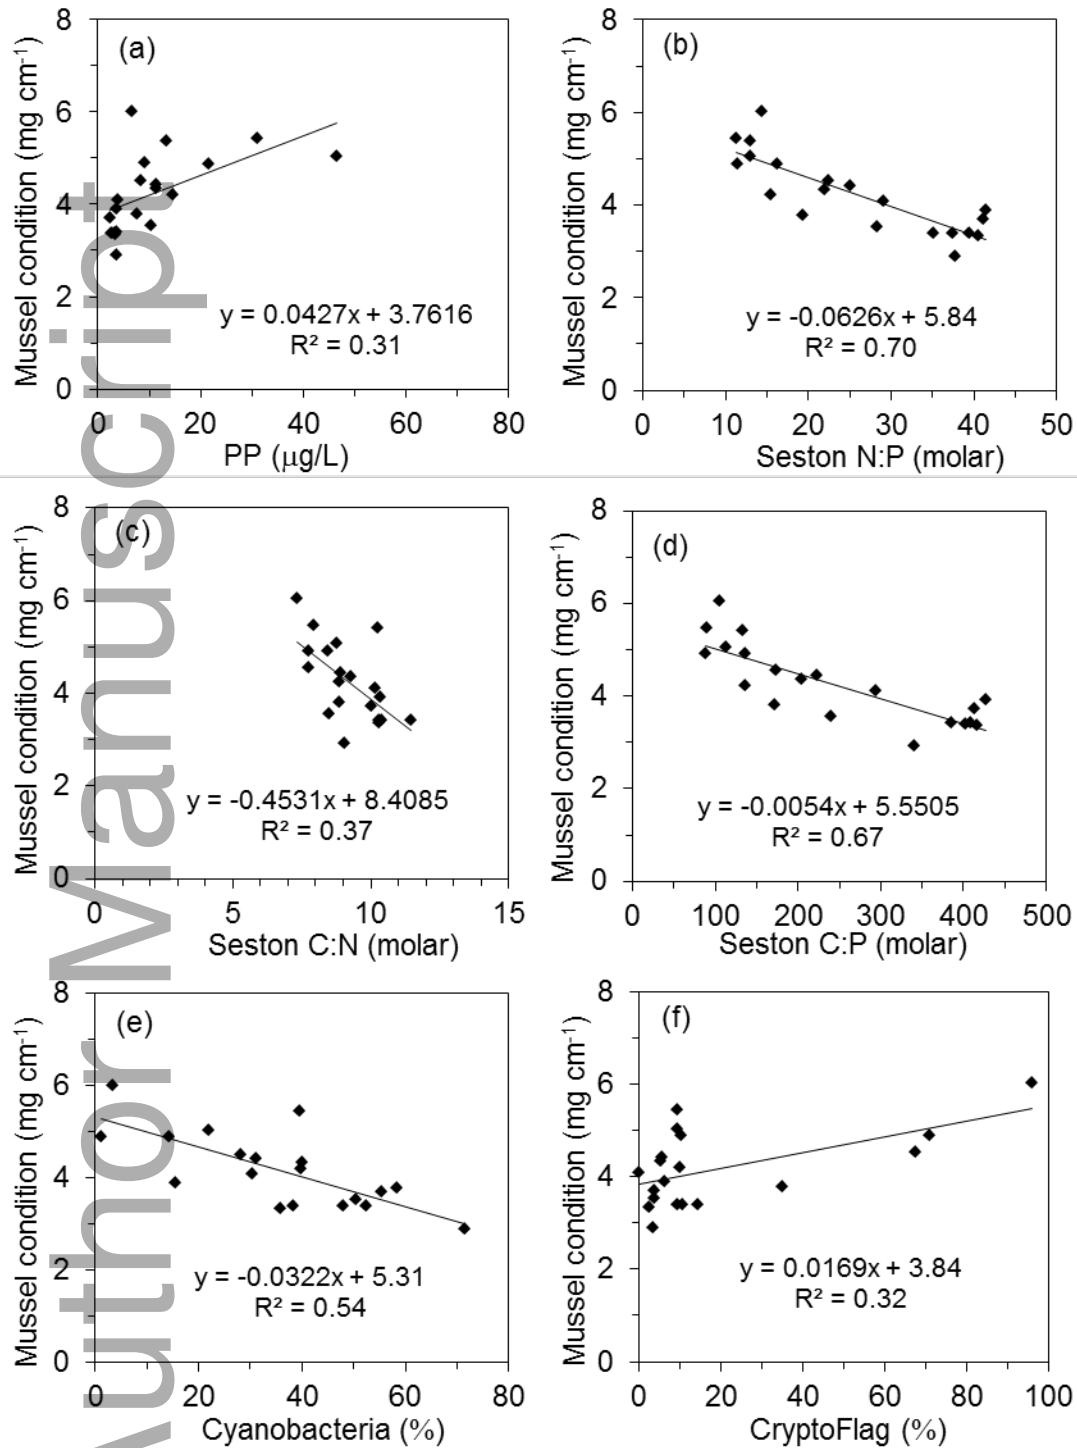 8
6
4
2
0
0 20 40 60 80
Mussel condition (mg cm⁻¹)
(a)
y = 0.0427x + 3.7616
R² = 0.31
PP (µg/L)
8
6
4
2
0
0 10 20 30 40 50
Mussel condition (mg cm⁻¹)
(b)
y = -0.0626x + 5.84
R² = 0.70
Seston N:P (molar)
8
6
4
2
0
0 5 10 15
Mussel condition (mg cm⁻¹)
(c)
y = -0.4531x + 8.4085
R² = 0.37
Seston C:N (molar)
8
6
4
2
0
0 100 200 300 400 500
Mussel condition (mg cm⁻¹)
(d)
y = -0.0054x + 5.5505
R² = 0.67
Seston C:P (molar)
8
6
4
2
0
0 20 40 60 80
Mussel condition (mg cm⁻¹)
(e)
y = -0.0322x + 5.31
R² = 0.54
Cyanobacteria (%)
8
6
4
2
0
0 20 40 60 80 100
Mussel condition (mg cm⁻¹)
(f)
y = 0.0169x + 3.84
R² = 0.32
CryptoFlag (%)
Author Manuscript